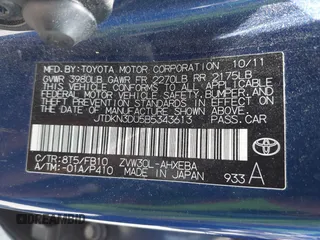 MFD. BY: TOYOTA MOTOR CORPORATION 10/11
GVWR 3980LB GAWR FR 2270LB RR 2175LB
THIS VEHICLE CONFORMS TO ALL APPLICABLE
FEDERAL MOTOR VEHICLE SAFETY, BUMPER, AND
THEFT PREVENTION STANDARDS IN EFFECT ON
THE DATE OF MANUFACTURE SHOWN ABOVE.
JTDKN3DU5B5343613 PASS. CAR
C/TR: 8T5/FB10 ZVW30L-AHXEBA
A/TM: -01A/P410 MADE IN JAPAN 933 A
TOYOTA